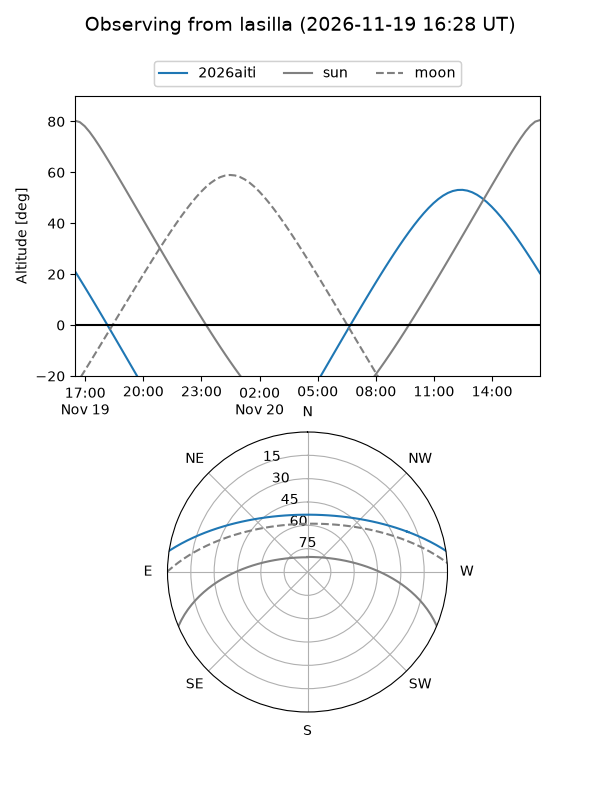 Observing from lasilla (2026-11-19 16:28 UT)
2026aiti sun moon
Altitude [deg]
80
60
40
20
0
−20
17:00 20:00 23:00 02:00 05:00 08:00 11:00 14:00
Nov 19 Nov 20
N
NE NW
15
30
45
60
75
E W
SE SW
S